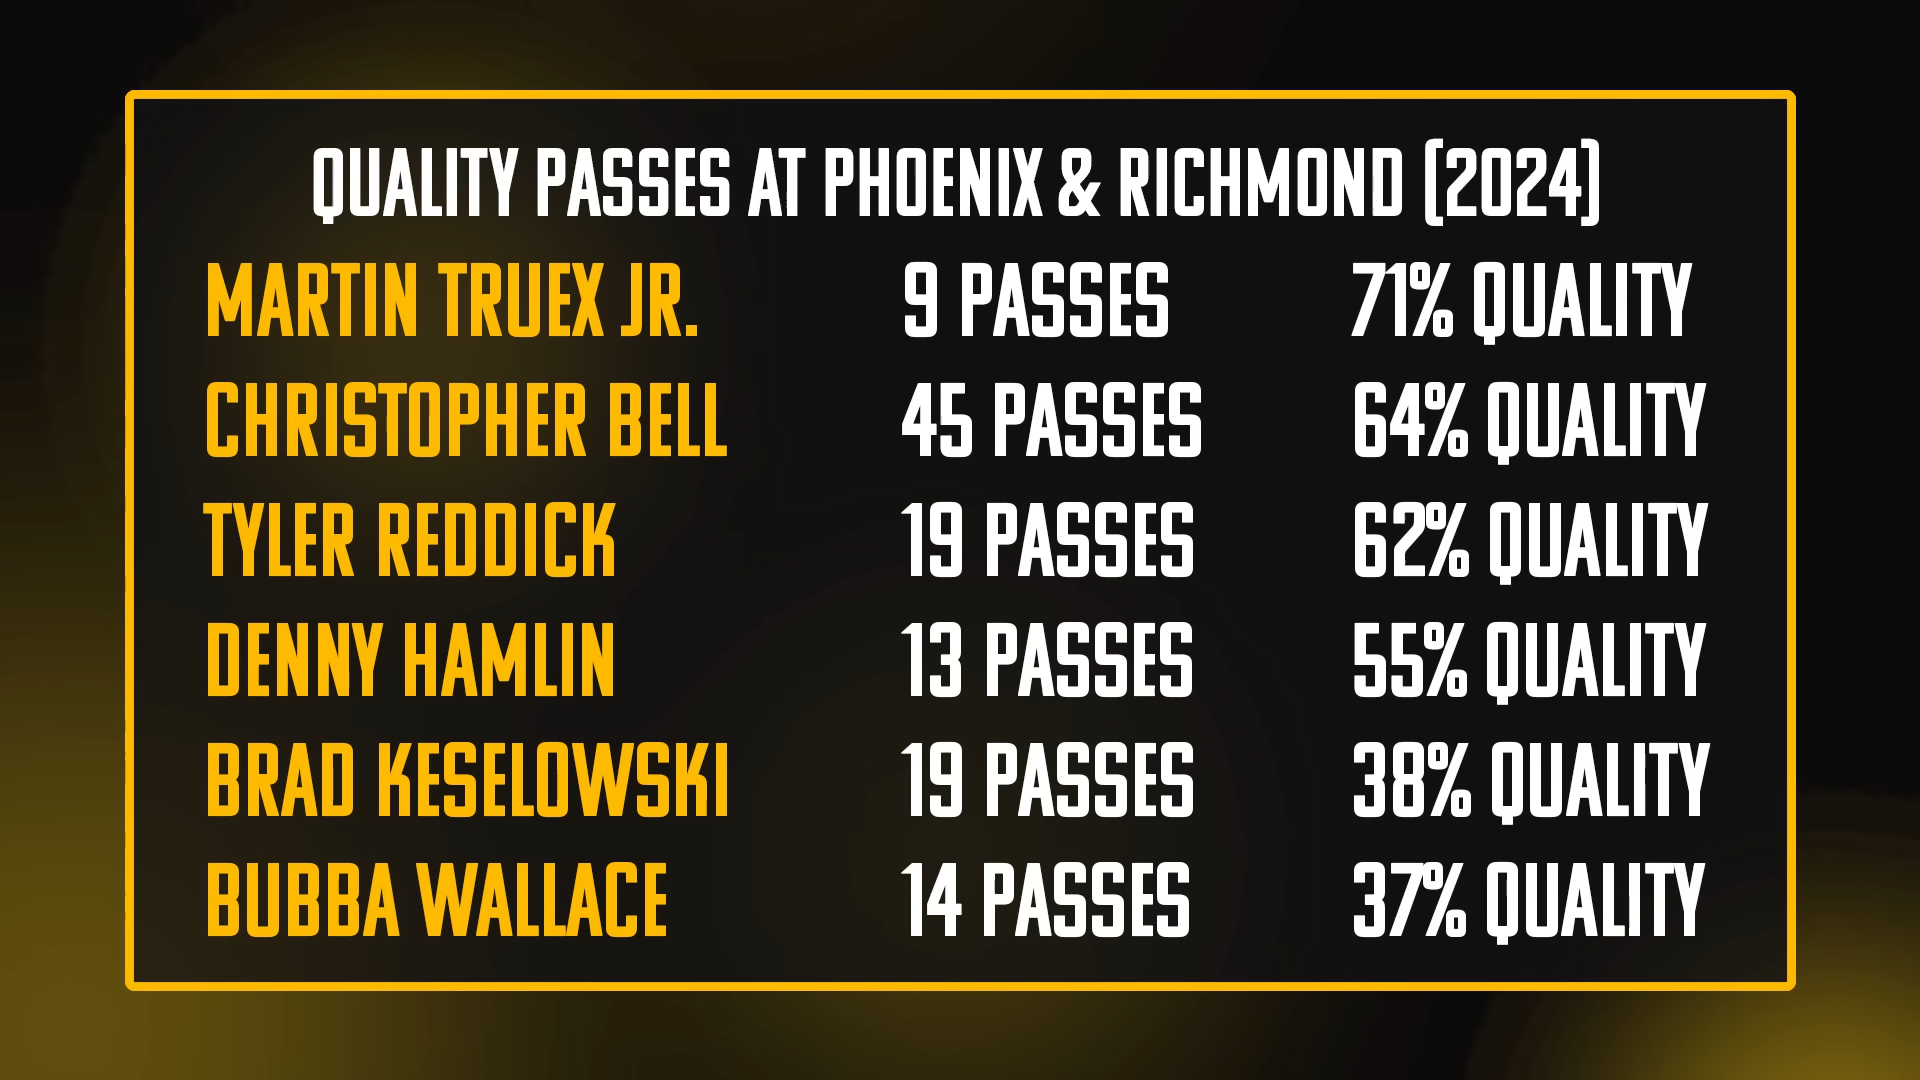 QUALITY PASSES AT PHOENIX & RICHMOND (2024)
MARTIN TRUEX JR. 9 PASSES 71% QUALITY
CHRISTOPHER BELL 45 PASSES 64% QUALITY
TYLER REDDICK 19 PASSES 62% QUALITY
DENNY HAMLIN 13 PASSES 55% QUALITY
BRAD KESELOWSKI 19 PASSES 38% QUALITY
BUBBA WALLACE 14 PASSES 37% QUALITY